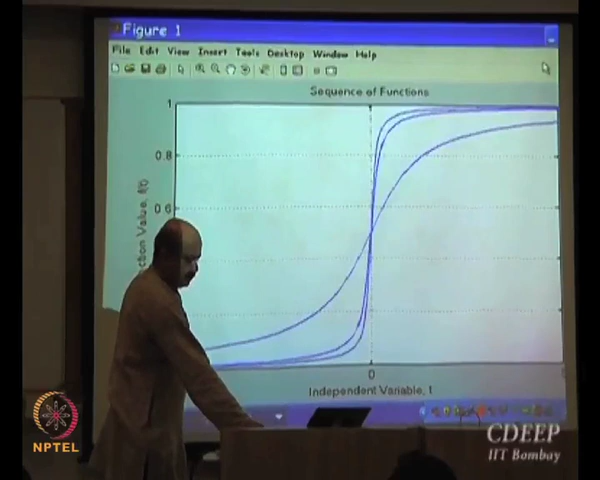 Figure 1
File Edit View Insert Tools Desktop Window Help
Sequence of Functions
1
0.8
0.6
ction Value, f(t)
0
Independent Variable, t
NPTEL
CDEEP
IIT Bombay